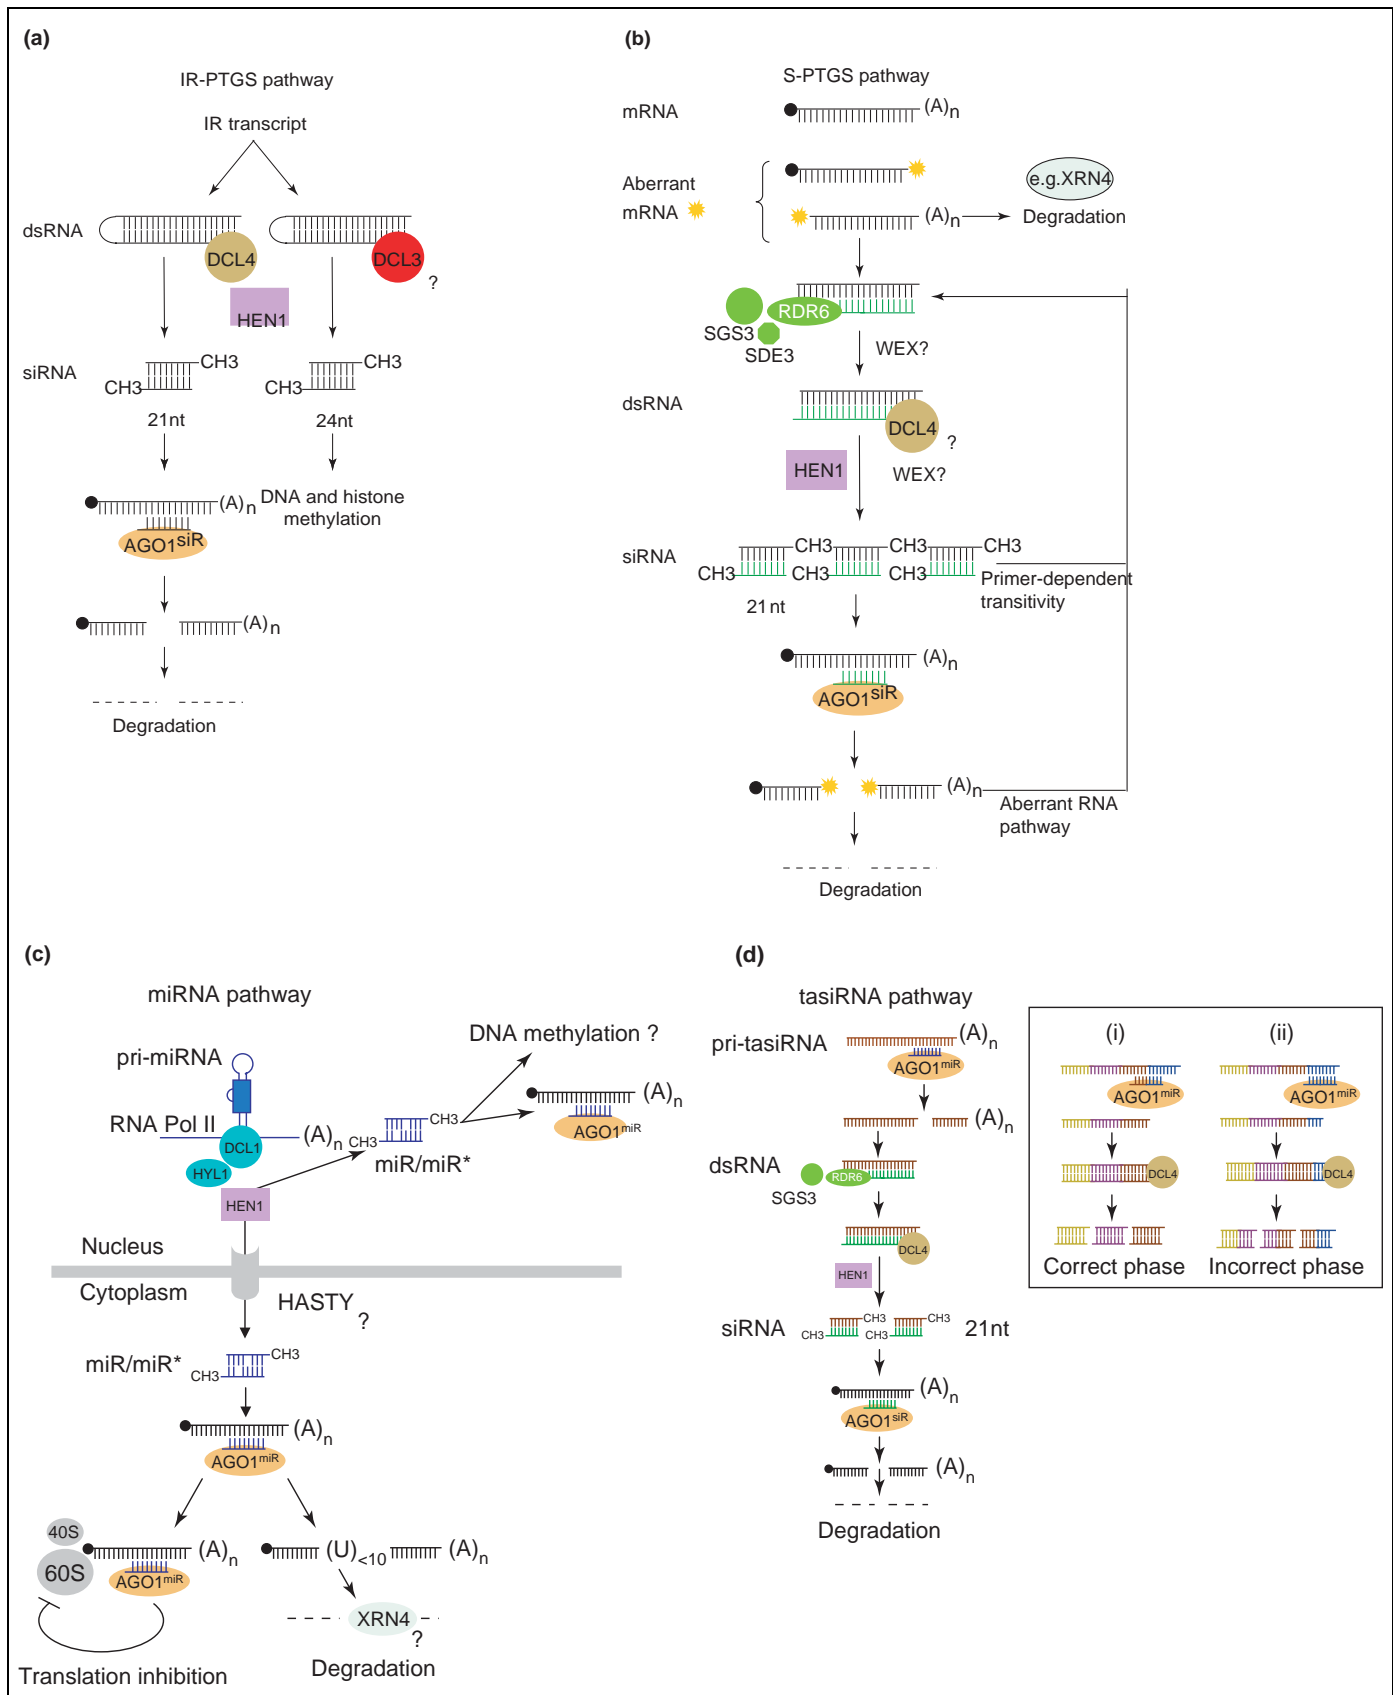 (a)
IR-PTGS pathway
IR transcript
dsRNA
DCL4
DCL3
?
HEN1
siRNA
CH3
CH3
CH3
CH3
21nt
24nt
(A)n
AGO1siR
DNA and histone
methylation
(A)n
Degradation
(b)
S-PTGS pathway
mRNA
(A)n
Aberrant
mRNA
(A)n
e.g.XRN4
Degradation
RDR6
SGS3
SDE3
WEX?
dsRNA
DCL4
?
HEN1
WEX?
siRNA
CH3
CH3
CH3
CH3
CH3
CH3
21nt
Primer-dependent
transitivity
(A)n
AGO1siR
(A)n
Aberrant RNA
pathway
Degradation
(c)
miRNA pathway
pri-miRNA
RNA Pol II
(A)n
DCL1
HYL1
HEN1
CH3
CH3
miR/miR*
DNA methylation ?
(A)n
AGO1miR
Nucleus
Cytoplasm
HASTY
?
miR/miR*
CH3
CH3
(A)n
AGO1miR
40S
60S
(A)n
AGO1miR
Translation inhibition
(U)<10
(A)n
XRN4
?
Degradation
(d)
tasiRNA pathway
pri-tasiRNA
(A)n
AGO1miR
(A)n
dsRNA
RDR6
SGS3
DCL4
HEN1
siRNA
CH3
CH3
CH3
CH3
21nt
(A)n
AGO1siR
(A)n
Degradation
(i)
AGO1miR
DCL4
Correct phase
(ii)
AGO1miR
DCL4
Incorrect phase